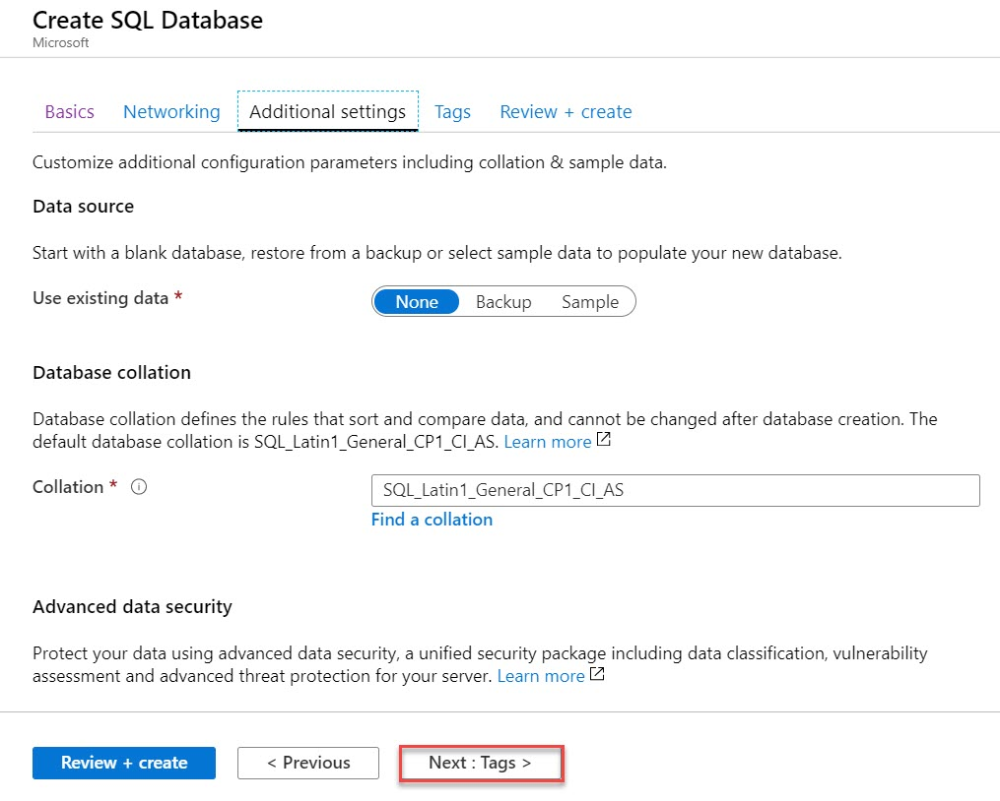 Create SQL Database
Microsoft
Basics Networking Additional settings Tags Review + create
Customize additional configuration parameters including collation & sample data.
Data source
Start with a blank database, restore from a backup or select sample data to populate your new database.
Use existing data * None Backup Sample
Database collation
Database collation defines the rules that sort and compare data, and cannot be changed after database creation. The
default database collation is SQL_Latin1_General_CP1_CI_AS. Learn more
Collation * SQL_Latin1_General_CP1_CI_AS
Find a collation
Advanced data security
Protect your data using advanced data security, a unified security package including data classification, vulnerability
assessment and advanced threat protection for your server. Learn more
Review + create < Previous Next : Tags >